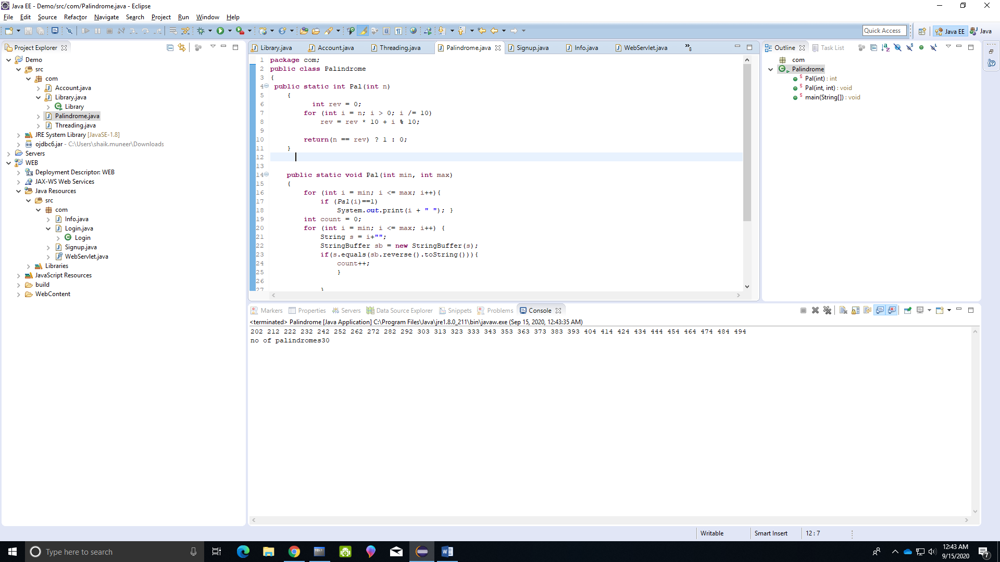 Java EE - Demo/src/com/Palindrome.java - Eclipse
File Edit Source Refactor Navigate Search Project Run Window Help
Quick Access Java EE Java
Project Explorer
Demo
src
com
Account.java
Library.java
Library
Palindrome.java
Threading.java
JRE System Library [JavaSE-1.8]
ojdbc6.jar - C:\Users\shaik.muneer\Downloads
Servers
WEB
Deployment Descriptor: WEB
JAX-WS Web Services
Java Resources
src
com
Info.java
Login.java
Login
Signup.java
WebServlet.java
Libraries
JavaScript Resources
build
WebContent
Library.java Account.java Threading.java Palindrome.java Signup.java Info.java WebServlet.java »8
1 package com;
2 public class Palindrome
3 {
4 public static int Pal(int n)
5 {
6 int rev = 0;
7 for (int i = n; i > 0; i /= 10)
8 rev = rev * 10 + i % 10;
9
10 return(n == rev) ? 1 : 0;
11 }
12
13
14 public static void Pal(int min, int max)
15 {
16 for (int i = min; i <= max; i++){
17 if (Pal(i)==1)
18 System.out.print(i + " "); }
19 int count = 0;
20 for (int i = min; i <= max; i++) {
21 String s = i+"";
22 StringBuffer sb = new StringBuffer(s);
23 if(s.equals(sb.reverse().toString())){
24 count++;
25 }
26
27 }
Outline Task List
com
Palindrome
Pal(int) : int
Pal(int, int) : void
main(String[]) : void
Markers Properties Servers Data Source Explorer Snippets Problems Console
<terminated> Palindrome [Java Application] C:\Program Files\Java\jre1.8.0_211\bin\javaw.exe (Sep 15, 2020, 12:43:35 AM)
202 212 222 232 242 252 262 272 282 292 303 313 323 333 343 353 363 373 383 393 404 414 424 434 444 454 464 474 484 494
no of palindromes30
Writable Smart Insert 12 : 7
Type here to search
12:43 AM
9/15/2020
7